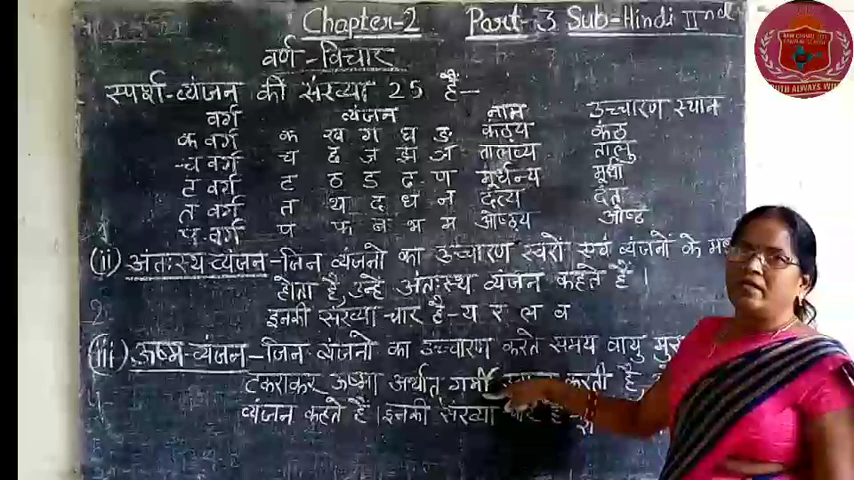 Chapter-2 Part-3 Sub-Hindi IInd
वर्ण-विचार
स्पर्श-व्यंजन की संख्या 25 है-
वर्ग व्यंजन नाम उच्चारण स्थान
क वर्ग क ख ग घ ङ कंठ्य कंठ
च वर्ग च छ ज झ ञ तालव्य तालु
ट वर्ग ट ठ ड ढ ण मूर्धन्य मूर्धा
त वर्ग त थ द ध न दंत्य दंत
प वर्ग प फ ब भ म ओष्ठ्य ओष्ठ
(ii) अंतःस्थ व्यंजन-जिन व्यंजनो का उच्चारण स्वरों एवं व्यंजनों के
होता है, उन्हे अंतःस्थ व्यंजन कहते हैं।
इनकी संख्या चार है-य र ल व
(iii) ऊष्म-व्यंजन-जिन व्यंजनो का उच्चारण करते समय वायु
टकराकर ऊष्मा अर्थात् गर्मी करती है,
व्यंजन कहते हैं। इनकी संख्या चार है-